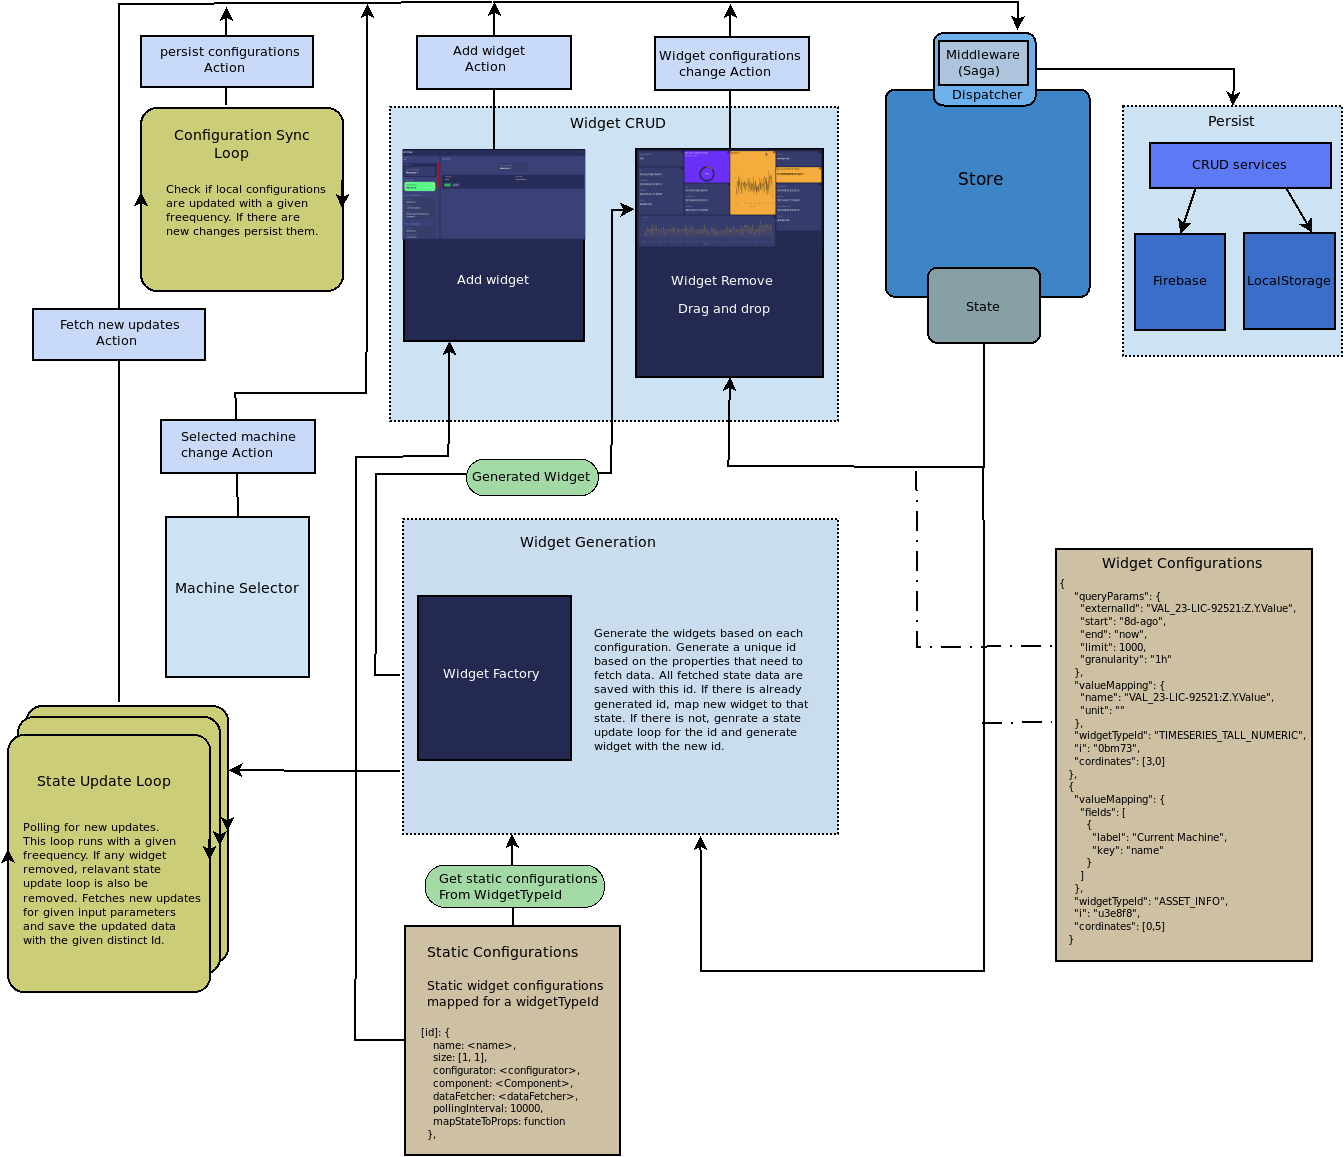 persist configurations
Action
Add widget
Action
Widget configurations
change Action
Middleware
(Saga)
Dispatcher
Store
State
Persist
CRUD services
Firebase
LocalStorage
Configuration Sync
Loop
Check if local configurations
are updated with a given
freequency. If there are
new changes persist them.
Widget CRUD
Add widget
Widget Remove
Drag and drop
Fetch new updates
Action
Selected machine
change Action
Machine Selector
Generated Widget
Widget Generation
Widget Factory
Generate the widgets based on each
configuration. Generate a unique id
based on the properties that need to
fetch data. All fetched state data are
saved with this id. If there is already
generated id, map new widget to that
state. If there is not, genrate a state
update loop for the id and generate
widget with the new id.
State Update Loop
Polling for new updates.
This loop runs with a given
freequency. If any widget
removed, relavant state
update loop is also be
removed. Fetches new updates
for given input parameters
and save the updated data
with the given distinct Id.
Get static configurations
From WidgetTypeId
Static Configurations
Static widget configurations
mapped for a widgetTypeId
[id]: {
name: <name>,
size: [1, 1],
configurator: <configurator>,
component: <Component>,
dataFetcher: <dataFetcher>,
pollingInterval: 10000,
mapStateToProps: function
},
Widget Configurations
{
"queryParams": {
"externalId": "VAL_23-LIC-92521:Z.Y.Value",
"start": "8d-ago",
"end": "now",
"limit": 1000,
"granularity": "1h"
},
"valueMapping": {
"name": "VAL_23-LIC-92521:Z.Y.Value",
"unit": ""
},
"widgetTypeId": "TIMESERIES_TALL_NUMERIC",
"i": "0bm73",
"cordinates": [3,0]
},
{
"valueMapping": {
"fields": [
{
"label": "Current Machine",
"key": "name"
}
]
},
"widgetTypeId": "ASSET_INFO",
"i": "u3e8f8",
"cordinates": [0,5]
}